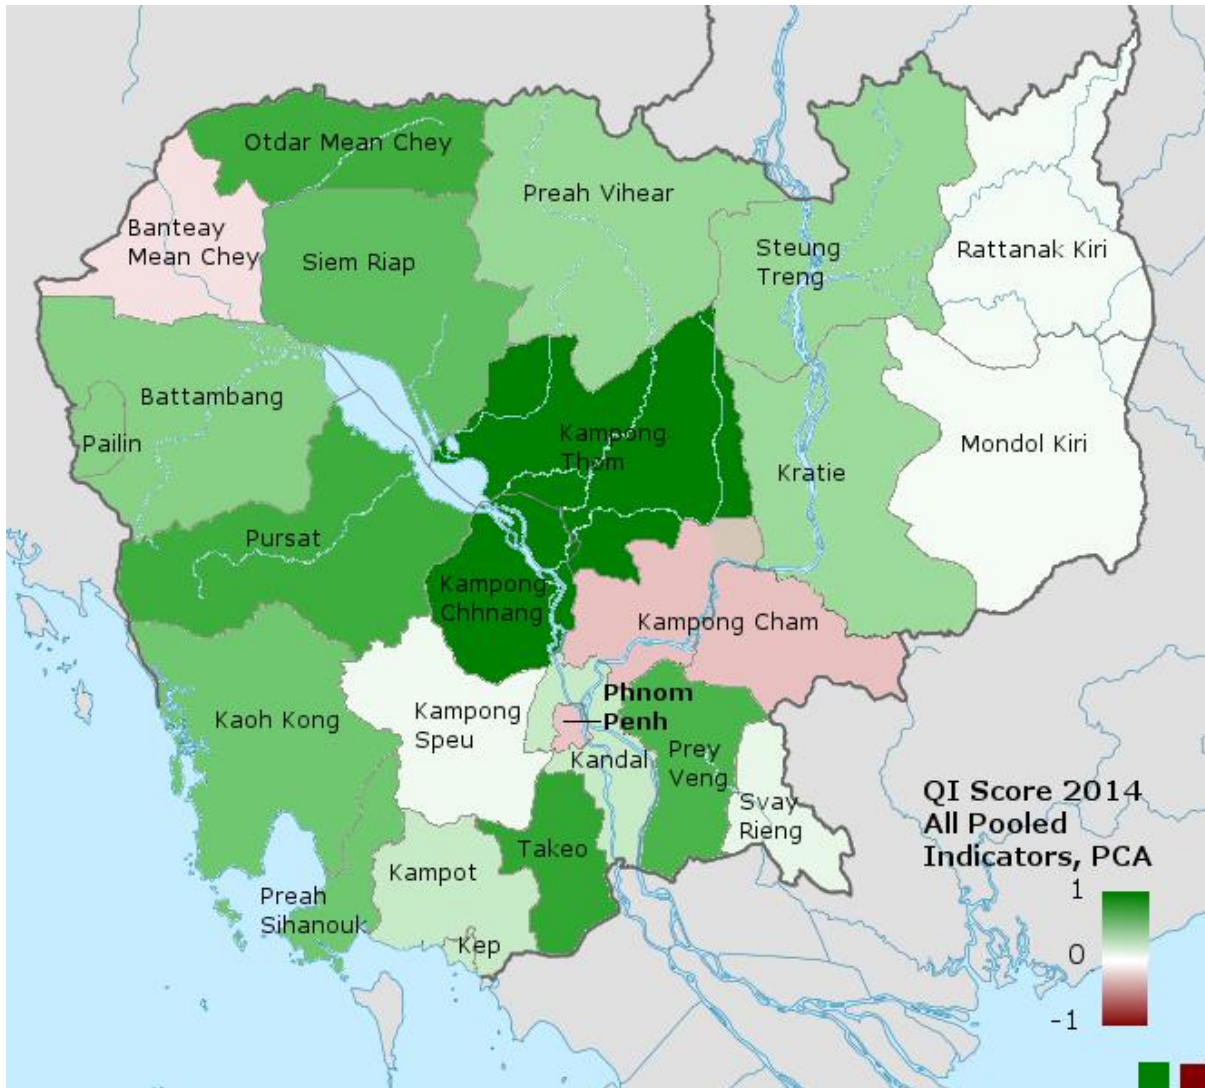 Otdar Mean Chey
Preah Vihear
Banteay
Mean Chey
Siem Riap
Steung
Treng
Rattanak Kiri
Battambang
Pailin
Kampong
Thom
Kratie
Mondol Kiri
Pursat
Kampong
Chhnang
Kampong Cham
Kaoh Kong
Kampong
Speu
Phnom
Penh
Kandal
Prey
Veng
Svay
Rieng
Takeo
Kampot
Preah
Sihanouk
Kep
QI Score 2014
All Pooled
Indicators, PCA
1
0
-1